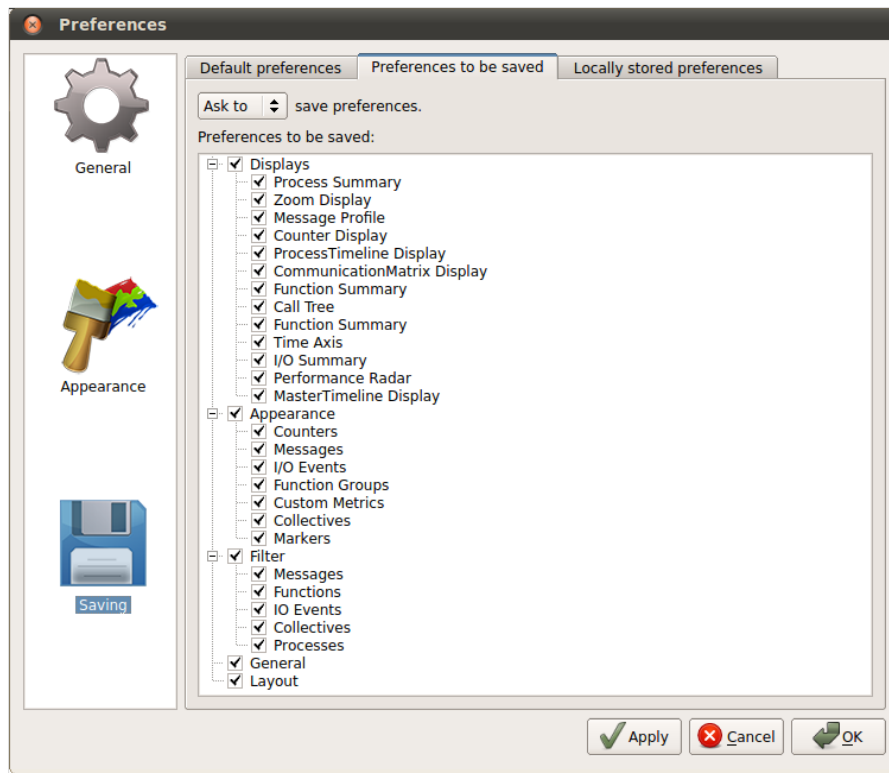 Preferences
General
Appearance
Saving
Default preferences Preferences to be saved Locally stored preferences
Ask to save preferences.
Preferences to be saved:
Displays
Process Summary
Zoom Display
Message Profile
Counter Display
ProcessTimeline Display
CommunicationMatrix Display
Function Summary
Call Tree
Function Summary
Time Axis
I/O Summary
Performance Radar
MasterTimeline Display
Appearance
Counters
Messages
I/O Events
Function Groups
Custom Metrics
Collectives
Markers
Filter
Messages
Functions
IO Events
Collectives
Processes
General
Layout
Apply Cancel OK